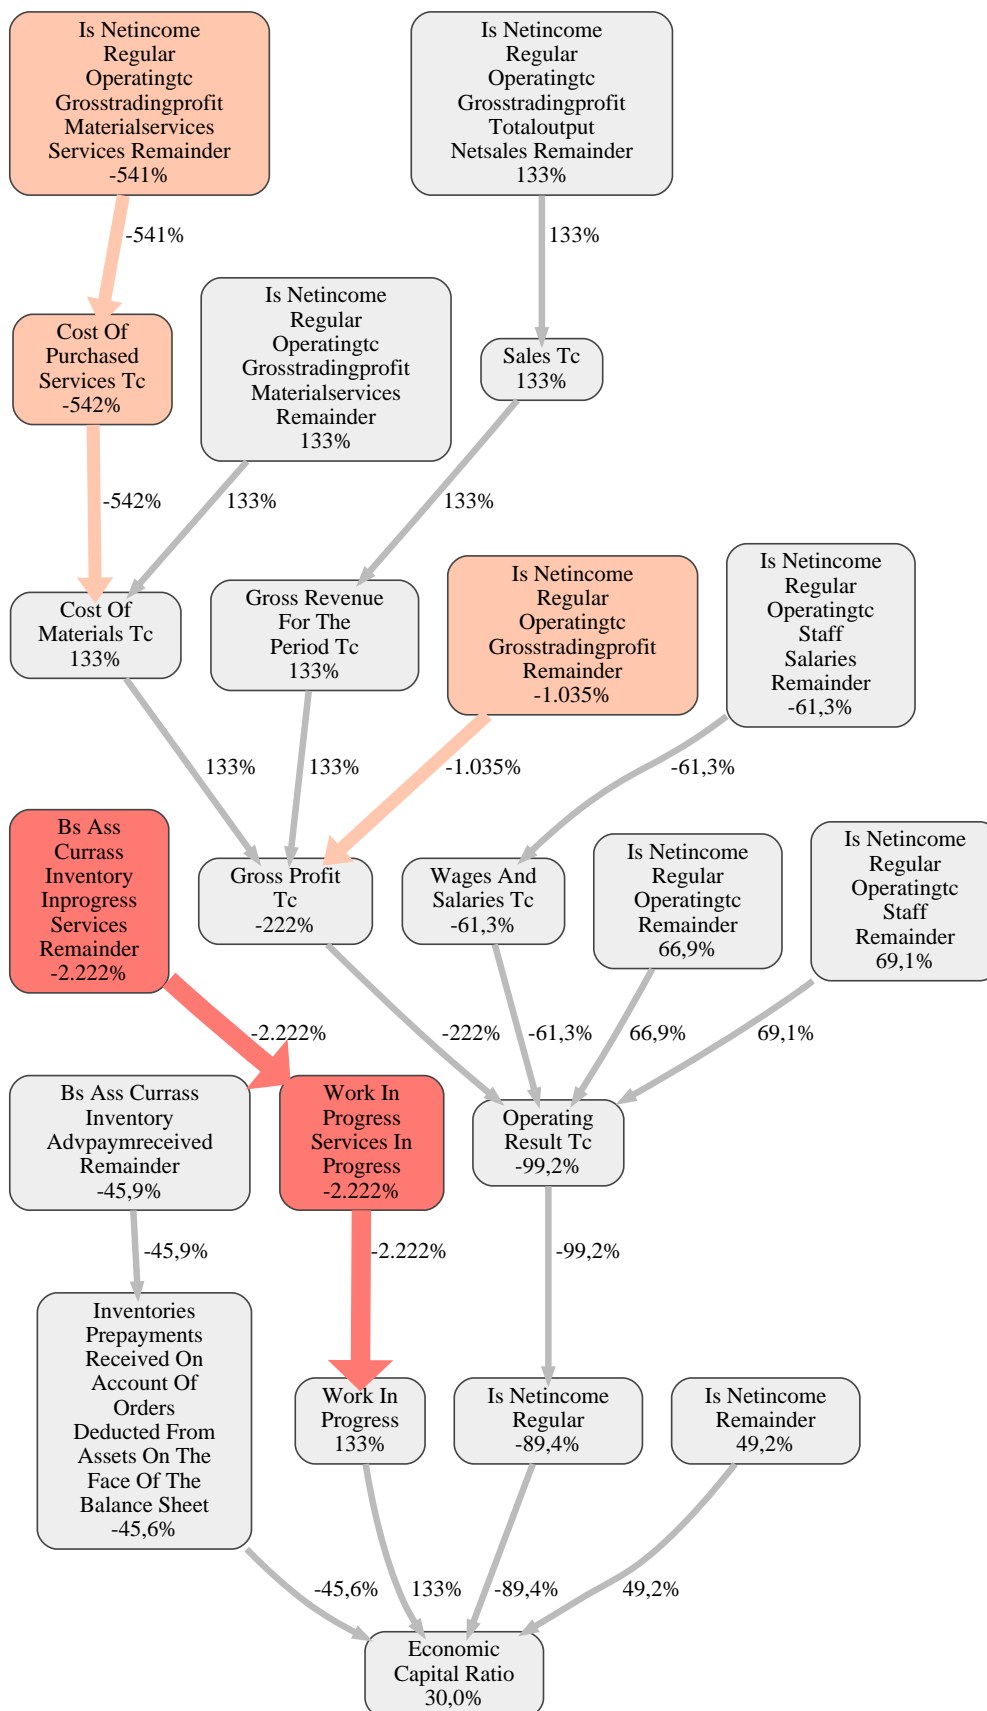 Is Netincome
Regular
Operatingtc
Grosstradingprofit
Materialservices
Services Remainder
-541%
Is Netincome
Regular
Operatingtc
Grosstradingprofit
Totaloutput
Netsales Remainder
133%
-541%
133%
Cost Of
Purchased
Services Tc
-542%
Is Netincome
Regular
Operatingtc
Grosstradingprofit
Materialservices
Remainder
133%
Sales Tc
133%
-542%
133%
133%
Cost Of
Materials Tc
133%
Gross Revenue
For The
Period Tc
133%
Is Netincome
Regular
Operatingtc
Grosstradingprofit
Remainder
-1.035%
Is Netincome
Regular
Operatingtc
Staff
Salaries
Remainder
-61,3%
133%
133%
-1.035%
-61,3%
Bs Ass
Currass
Inventory
Inprogress
Services
Remainder
-2.222%
Gross Profit
Tc
-222%
Wages And
Salaries Tc
-61,3%
Is Netincome
Regular
Operatingtc
Remainder
66,9%
Is Netincome
Regular
Operatingtc
Staff
Remainder
69,1%
-2.222%
-222%
-61,3%
66,9%
69,1%
Bs Ass Currass
Inventory
Advpaymreceived
Remainder
-45,9%
Work In
Progress
Services In
Progress
-2.222%
Operating
Result Tc
-99,2%
-45,9%
-2.222%
-99,2%
Inventories
Prepayments
Received On
Account Of
Orders
Deducted From
Assets On The
Face Of The
Balance Sheet
-45,6%
Work In
Progress
133%
Is Netincome
Regular
-89,4%
Is Netincome
Remainder
49,2%
-45,6%
133%
-89,4%
49,2%
Economic
Capital Ratio
30,0%